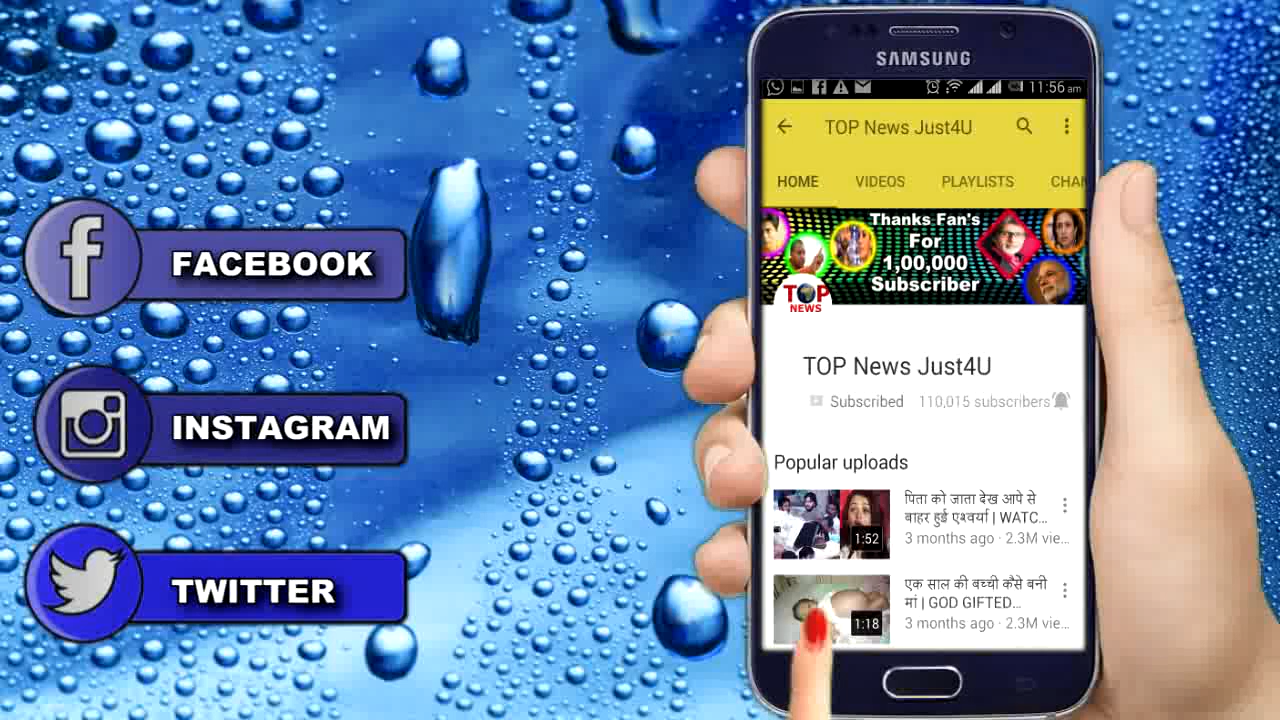 FACEBOOK
INSTAGRAM
TWITTER
SAMSUNG
11:56 am
TOP News Just4U
HOME VIDEOS PLAYLISTS CHAN
Thanks Fan's
For
1,00,000
Subscriber
TOP
NEWS
TOP News Just4U
Subscribed 110,015 subscribers
Popular uploads
पिता को जाता देख आपे से
बाहर हुई एश्वर्या | WATC...
3 months ago · 2.3M vie...
1:52
एक साल की बच्ची कैसे बनी
मां | GOD GIFTED...
3 months ago · 2.3M vie...
1:18